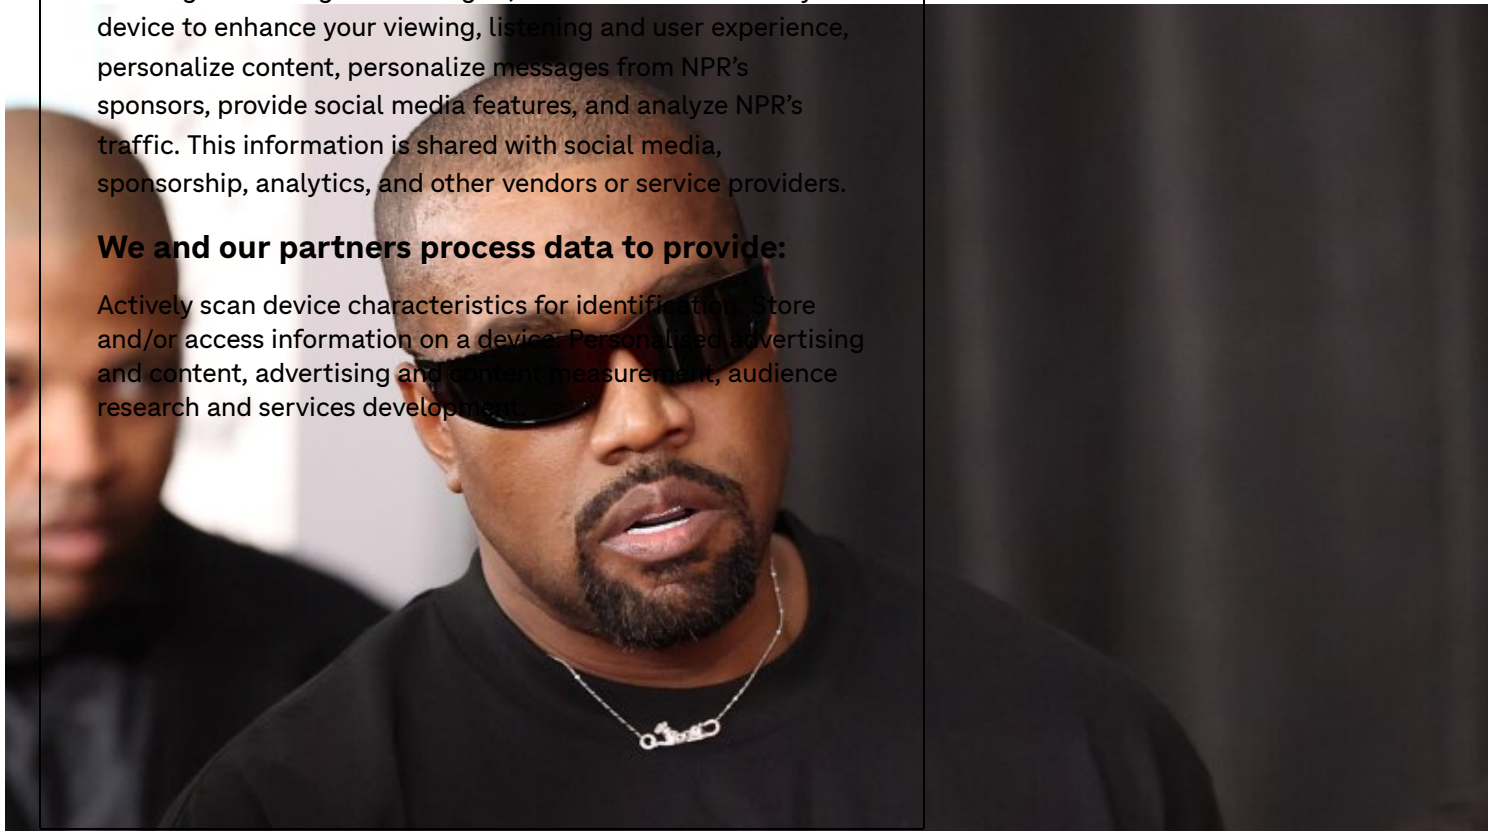 device to enhance your viewing, listening and user experience,
personalize content, personalize messages from NPR’s
sponsors, provide social media features, and analyze NPR’s
traffic. This information is shared with social media,
sponsorship, analytics, and other vendors or service providers.
We and our partners process data to provide:
Actively scan device characteristics for identification. Store
and/or access information on a device. Personalised advertising
and content, advertising and content measurement, audience
research and services development.